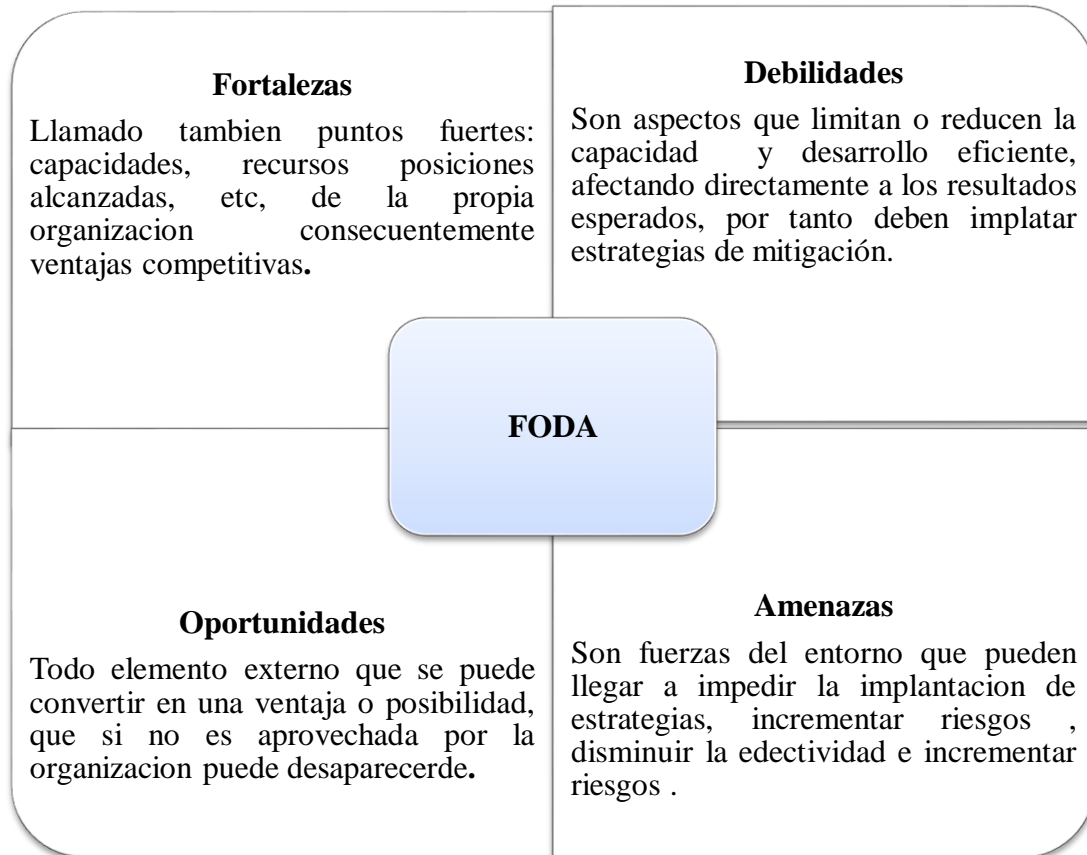 Fortalezas
Llamado tambien puntos fuertes:
capacidades, recursos posiciones
alcanzadas, etc, de la propia
organizacion consecuentemente
ventajas competitivas.
Debilidades
Son aspectos que limitan o reducen la
capacidad y desarrollo eficiente,
afectando directamente a los resultados
esperados, por tanto deben implatar
estrategias de mitigación.
FODA
Oportunidades
Todo elemento externo que se puede
convertir en una ventaja o posibilidad,
que si no es aprovechada por la
organizacion puede desaparecerde.
Amenazas
Son fuerzas del entorno que pueden
llegar a impedir la implantacion de
estrategias, incrementar riesgos ,
disminuir la edectividad e incrementar
riesgos .